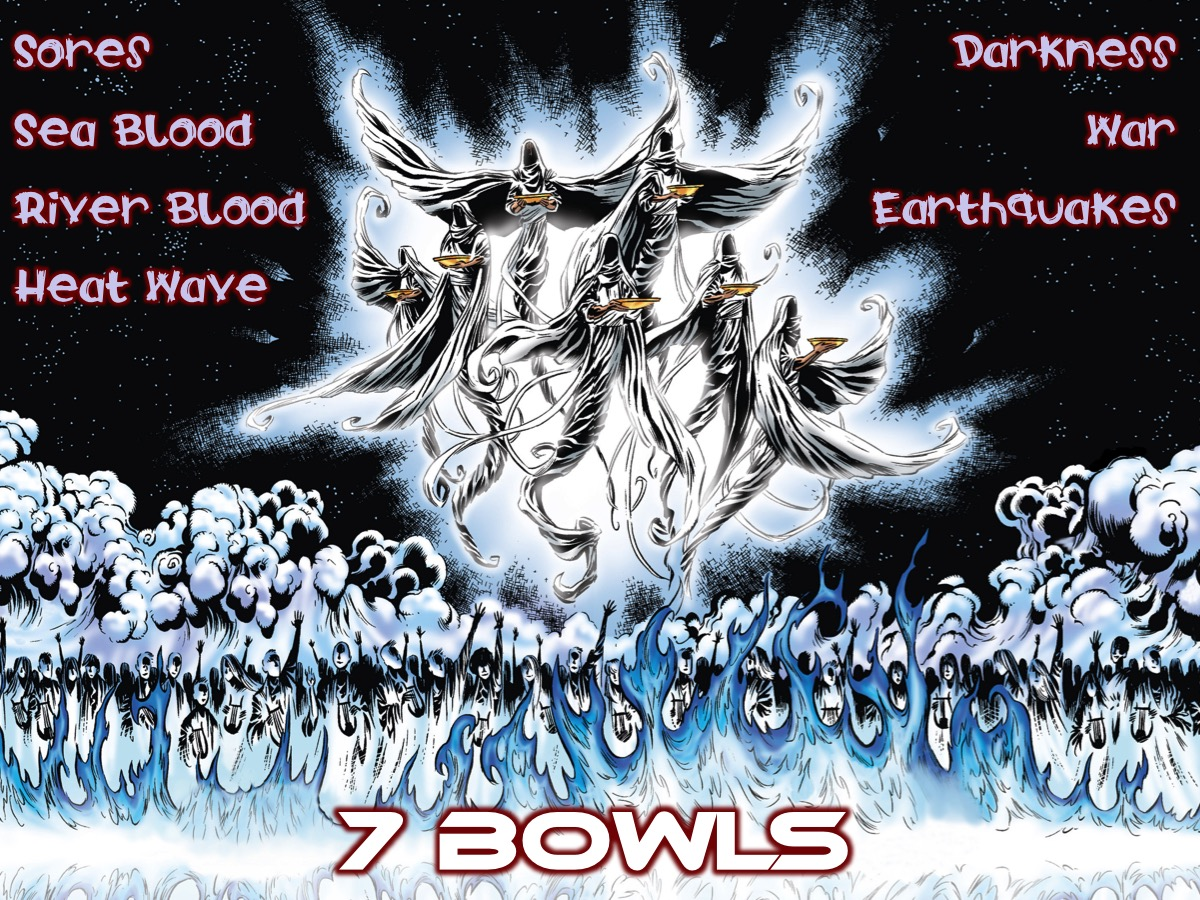 Sores
Sea Blood
River Blood
Heat Wave
Darkness
War
Earthquakes
7 BOWLS